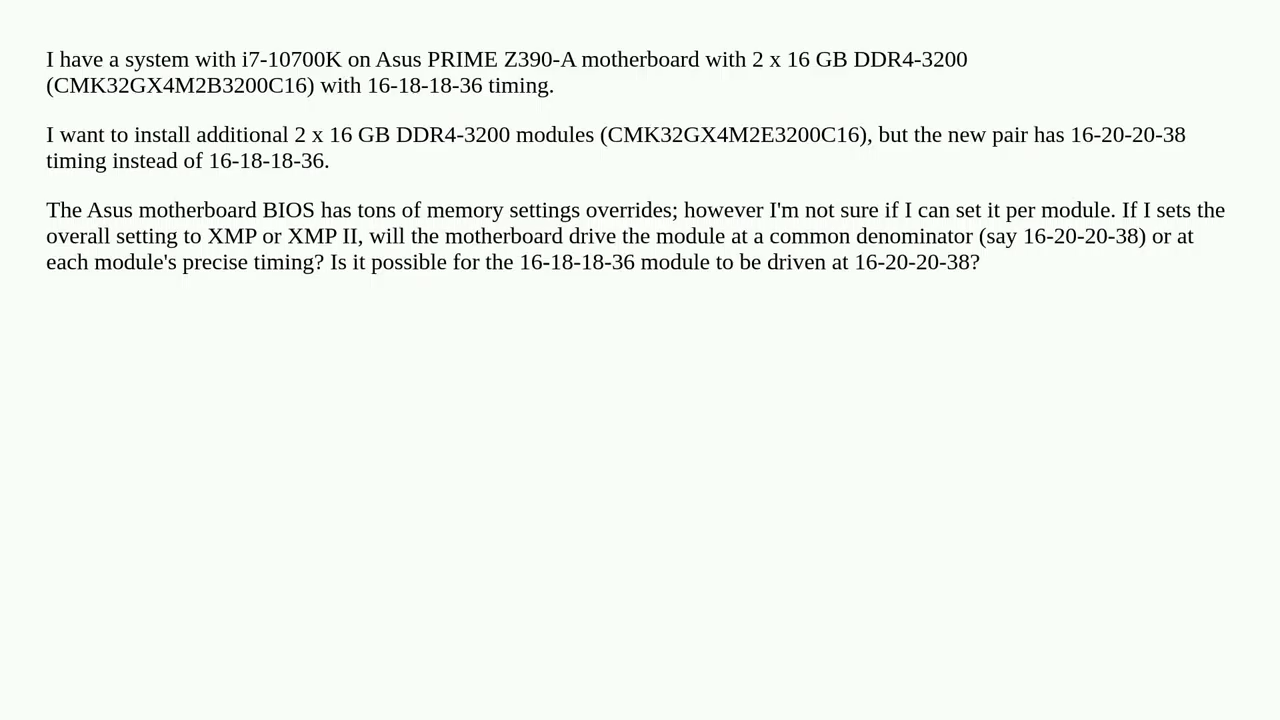 I have a system with i7-10700K on Asus PRIME Z390-A motherboard with 2 x 16 GB DDR4-3200
(CMK32GX4M2B3200C16) with 16-18-18-36 timing.
I want to install additional 2 x 16 GB DDR4-3200 modules (CMK32GX4M2E3200C16), but the new pair has 16-20-20-38
timing instead of 16-18-18-36.
The Asus motherboard BIOS has tons of memory settings overrides; however I'm not sure if I can set it per module. If I sets the
overall setting to XMP or XMP II, will the motherboard drive the module at a common denominator (say 16-20-20-38) or at
each module's precise timing? Is it possible for the 16-18-18-36 module to be driven at 16-20-20-38?